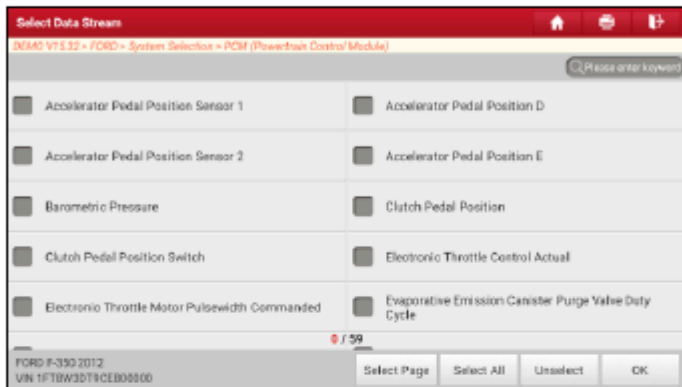 Select Data Stream
DEMO V15.32 > FORD > System Selection > PCM (Powertrain Control Module)
Please enter keyword
Accelerator Pedal Position Sensor 1
Accelerator Pedal Position D
Accelerator Pedal Position Sensor 2
Accelerator Pedal Position E
Barometric Pressure
Clutch Pedal Position
Clutch Pedal Position Switch
Electronic Throttle Control Actual
Electronic Throttle Motor Pulsewidth Commanded
Evaporative Emission Canister Purge Valve Duty
Cycle
0 / 59
FORD F-350 2012
VIN 1FT8W3DT9CEB00000
Select Page
Select All
Unselect
OK